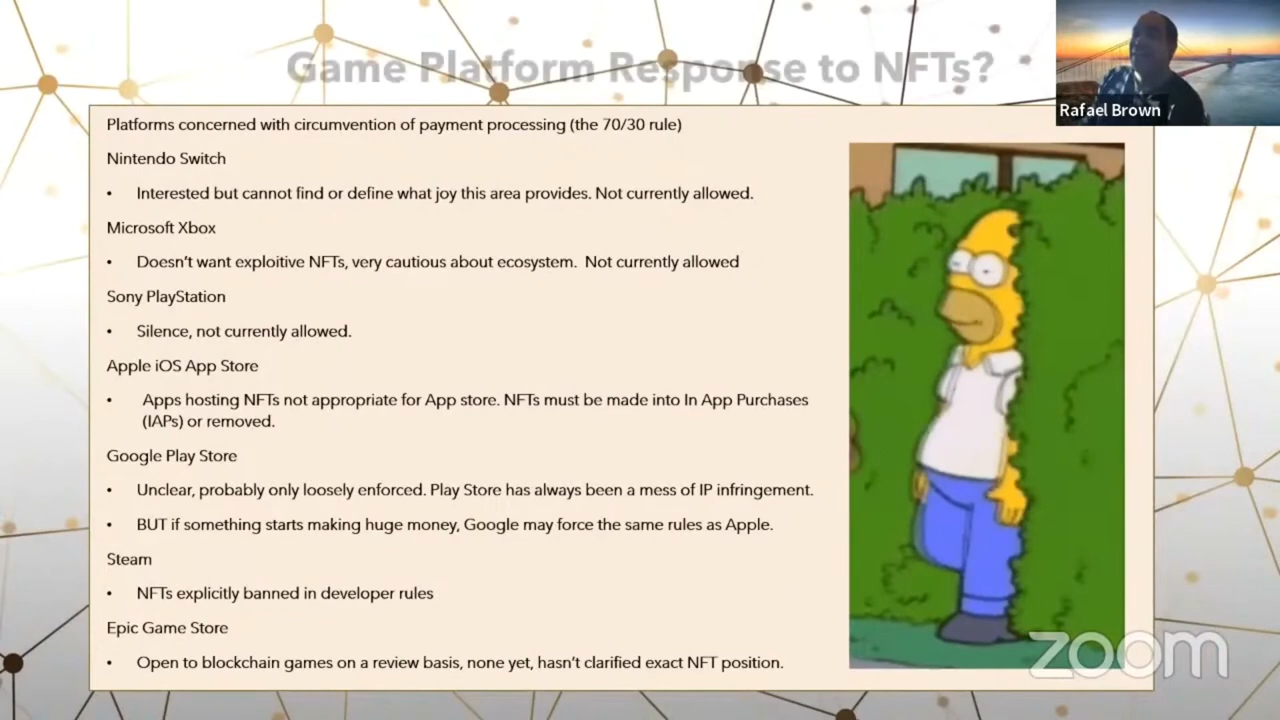 Game Platform Response to NFTs?
Rafael Brown
Platforms concerned with circumvention of payment processing (the 70/30 rule)
Nintendo Switch
• Interested but cannot find or define what joy this area provides. Not currently allowed.
Microsoft Xbox
• Doesn't want exploitive NFTs, very cautious about ecosystem.  Not currently allowed
Sony PlayStation
• Silence, not currently allowed.
Apple iOS App Store
• Apps hosting NFTs not appropriate for App store. NFTs must be made into In App Purchases
(IAPs) or removed.
Google Play Store
• Unclear, probably only loosely enforced. Play Store has always been a mess of IP infringement.
• BUT if something starts making huge money, Google may force the same rules as Apple.
Steam
• NFTs explicitly banned in developer rules
Epic Game Store
• Open to blockchain games on a review basis, none yet, hasn't clarified exact NFT position.
zoom